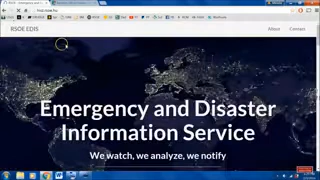 RSOE EDIS
About
Contact
Emergency and Disaster
Information Service
We watch, we analyze, we notify